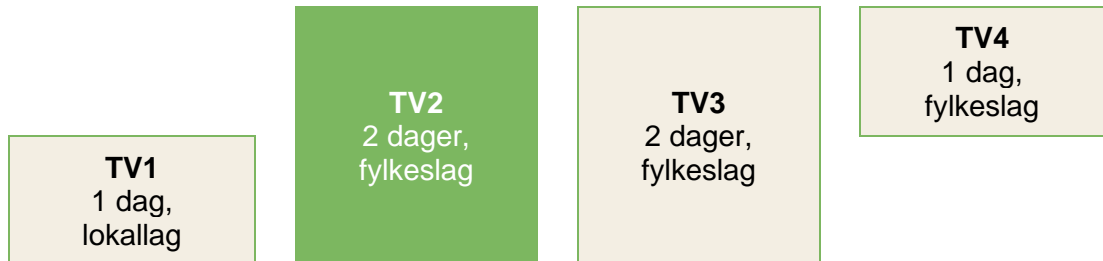 TV1
1 dag,
lokallag
TV2
2 dager,
fylkeslag
TV3
2 dager,
fylkeslag
TV4
1 dag,
fylkeslag